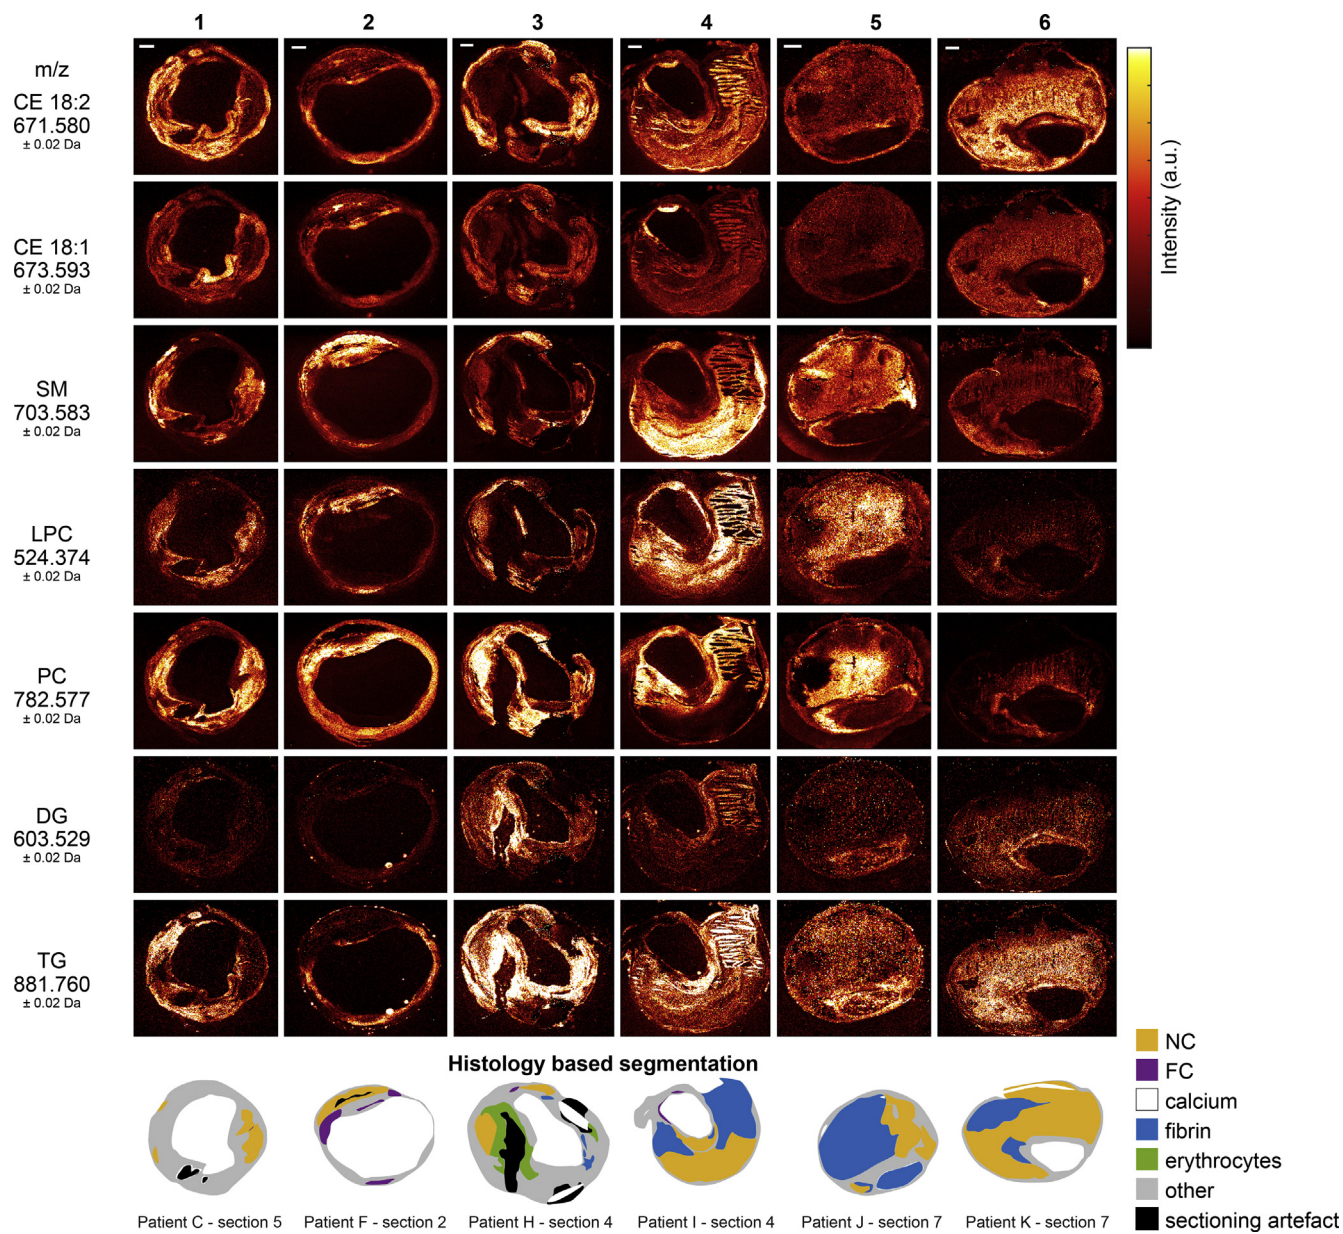 1 2 3 4 5 6
m/z
CE 18:2
671.580
± 0.02 Da
CE 18:1
673.593
± 0.02 Da
SM
703.583
± 0.02 Da
LPC
524.374
± 0.02 Da
PC
782.577
± 0.02 Da
DG
603.529
± 0.02 Da
TG
881.760
± 0.02 Da
Intensity (a.u.)
Histology based segmentation
NC
FC
calcium
fibrin
erythrocytes
other
sectioning artefact
Patient C - section 5 Patient F - section 2 Patient H - section 4 Patient I - section 4 Patient J - section 7 Patient K - section 7